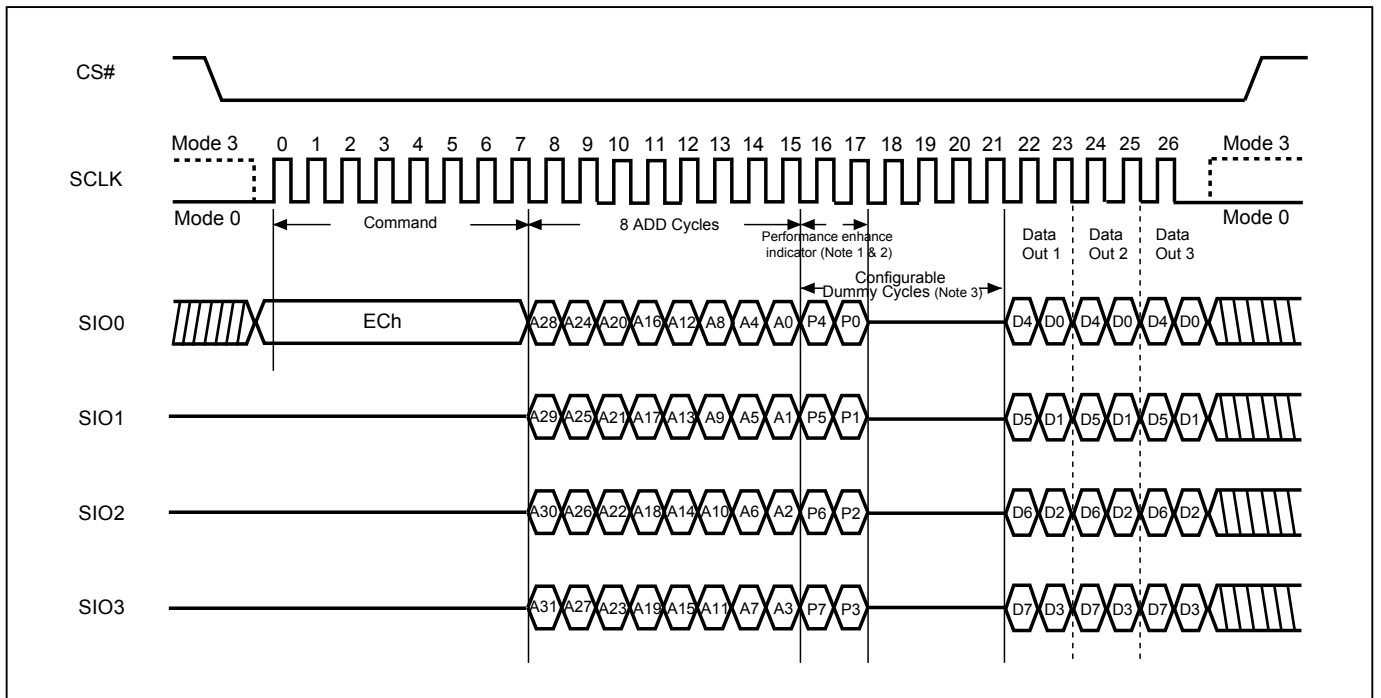 CS#
Mode 3 0 1 2 3 4 5 6 7 8 9 10 11 12 13 14 15 16 17 18 19 20 21 22 23 24 25 26 Mode 3
SCLK
Mode 0 Command 8 ADD Cycles Mode 0
Performance enhance
indicator (Note 1 & 2)
Data
Out 1
Data
Out 2
Data
Out 3
Configurable
Dummy Cycles (Note 3)
SIO0 ECh A28 A24 A20 A16 A12 A8 A4 A0 P4 P0 D4 D0 D4 D0 D4 D0
SIO1 A29 A25 A21 A17 A13 A9 A5 A1 P5 P1 D5 D1 D5 D1 D5 D1
SIO2 A30 A26 A22 A18 A14 A10 A6 A2 P6 P2 D6 D2 D6 D2 D6 D2
SIO3 A31 A27 A23 A19 A15 A11 A7 A3 P7 P3 D7 D3 D7 D3 D7 D3